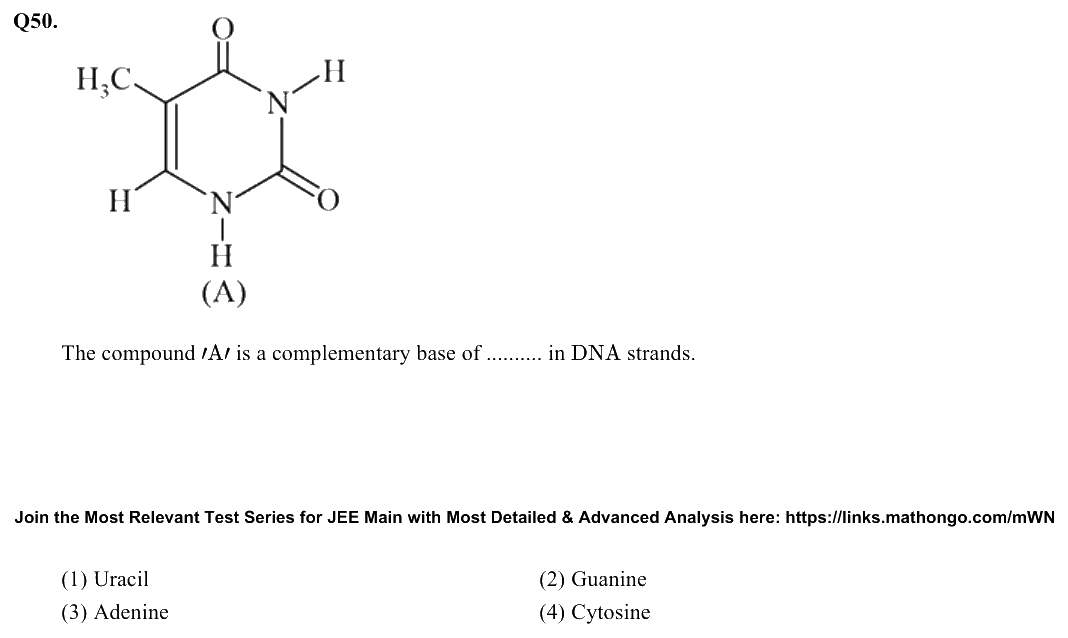 Q50.
O
H₃C
H
N
H
N
O
H
(A)
The compound ′A′ is a complementary base of .......... in DNA strands.
Join the Most Relevant Test Series for JEE Main with Most Detailed & Advanced Analysis here: https://links.mathongo.com/mWN
(1) Uracil (2) Guanine
(3) Adenine (4) Cytosine